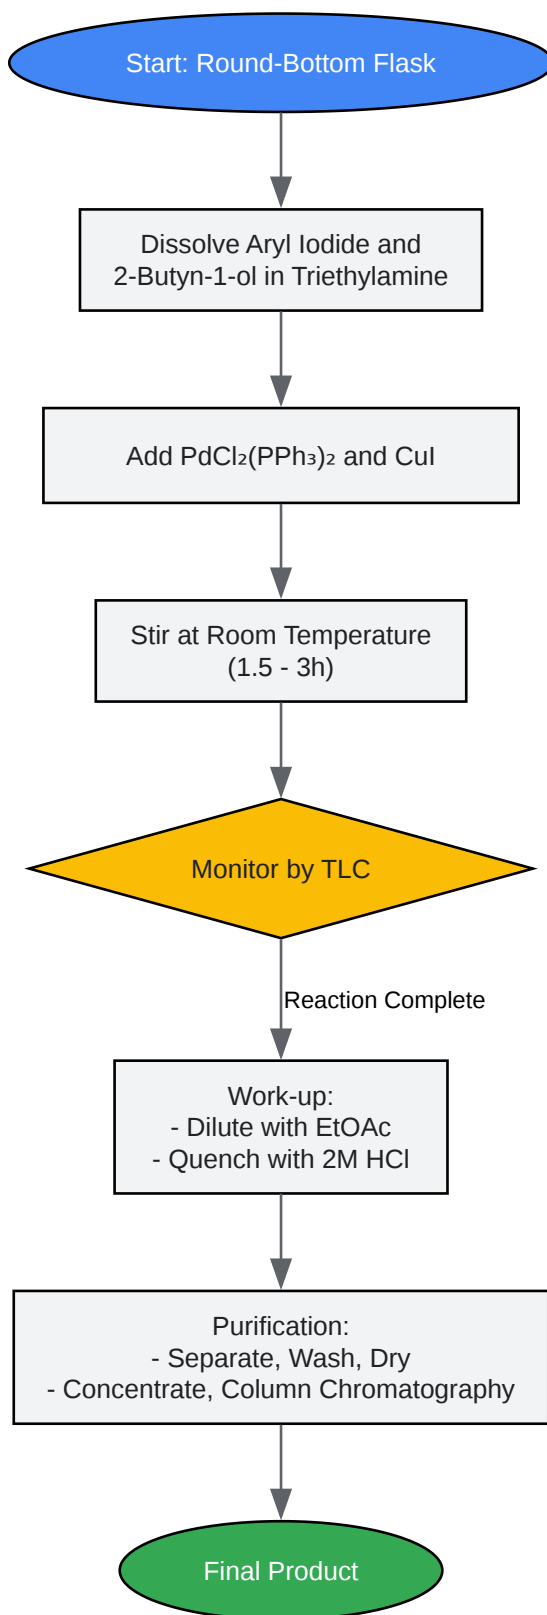 Start: Round-Bottom Flask
Dissolve Aryl Iodide and
2-Butyn-1-ol in Triethylamine
Add PdCl₂(PPh₃)₂ and CuI
Stir at Room Temperature
(1.5 - 3h)
Monitor by TLC
Reaction Complete
Work-up:
- Dilute with EtOAc
- Quench with 2M HCl
Purification:
- Separate, Wash, Dry
- Concentrate, Column Chromatography
Final Product